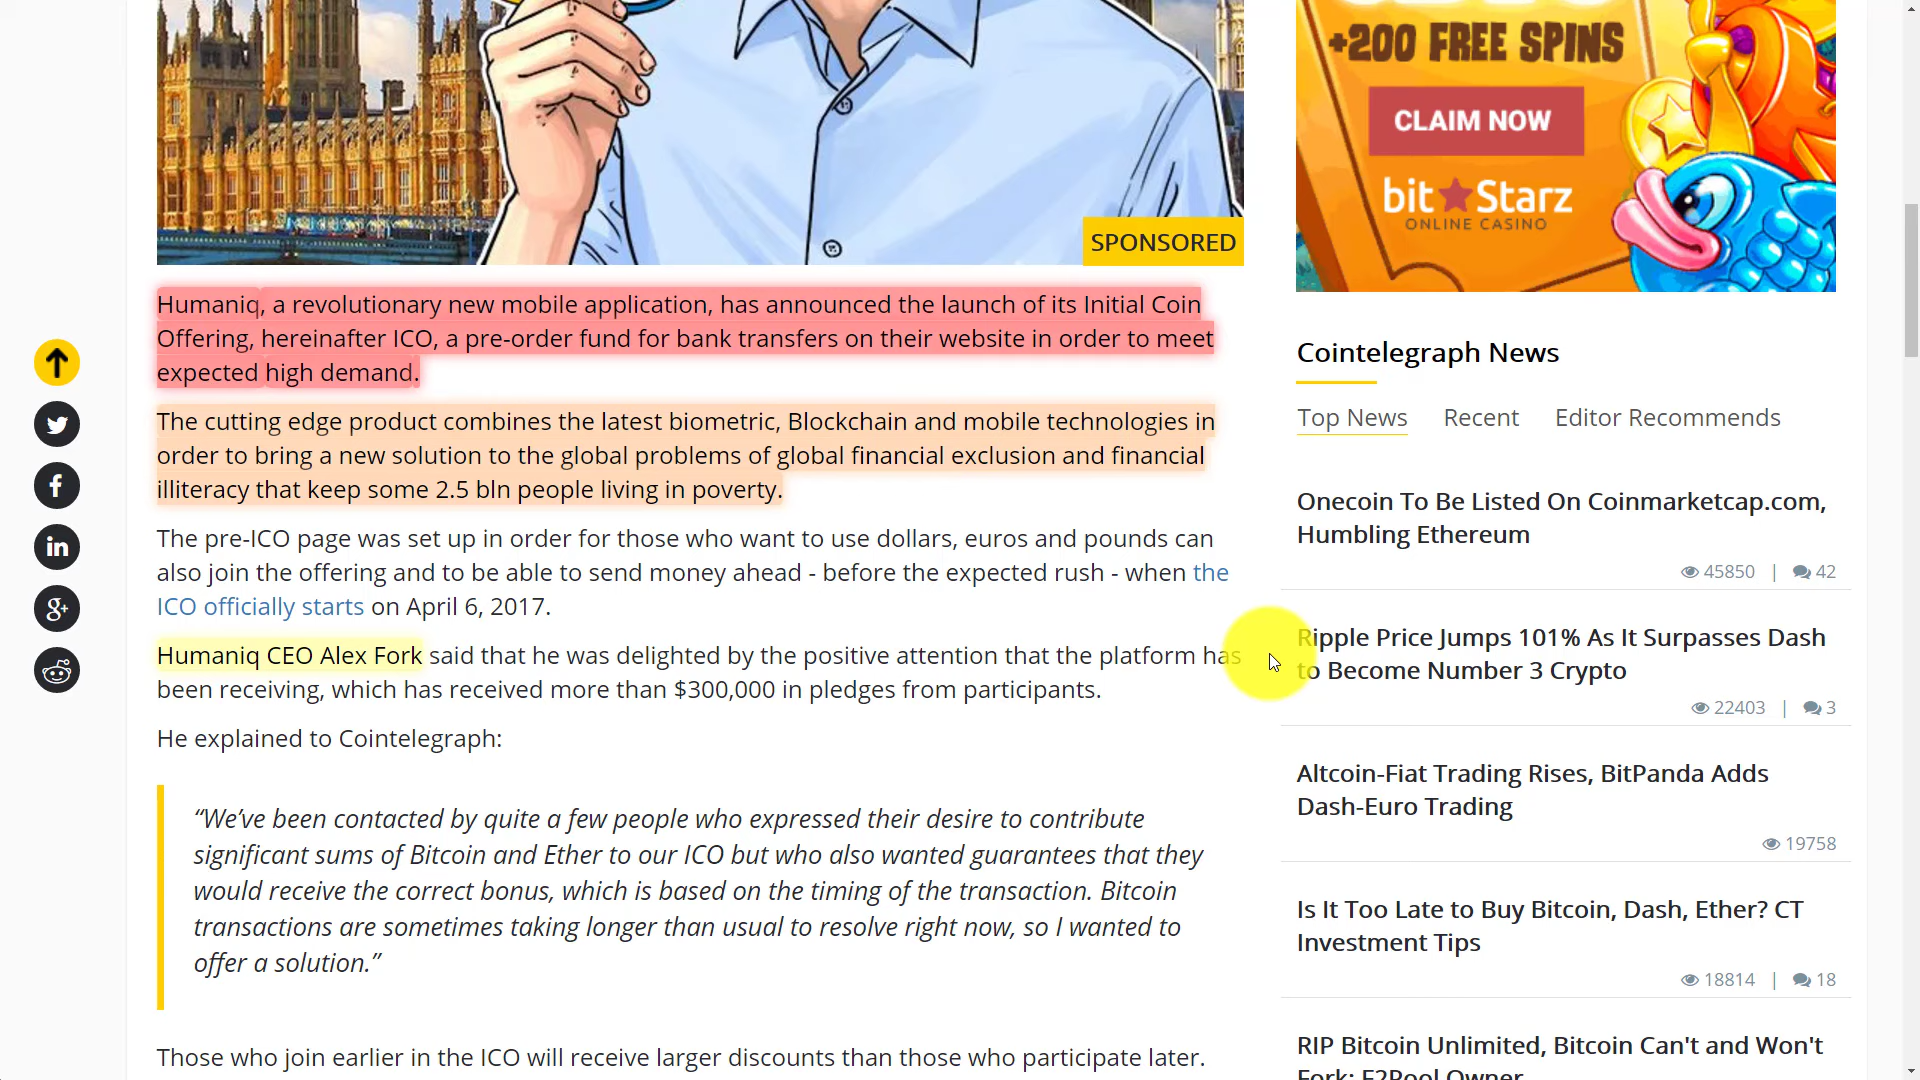 +200 FREE SPINS
CLAIM NOW
bit Starz
ONLINE CASINO
SPONSORED
Humaniq, a revolutionary new mobile application, has announced the launch of its Initial Coin
Offering, hereinafter ICO, a pre-order fund for bank transfers on their website in order to meet
expected high demand.
The cutting edge product combines the latest biometric, Blockchain and mobile technologies in
order to bring a new solution to the global problems of global financial exclusion and financial
illiteracy that keep some 2.5 bln people living in poverty.
The pre-ICO page was set up in order for those who want to use dollars, euros and pounds can
also join the offering and to be able to send money ahead - before the expected rush - when the
ICO officially starts on April 6, 2017.
Humaniq CEO Alex Fork said that he was delighted by the positive attention that the platform has
been receiving, which has received more than $300,000 in pledges from participants.
He explained to Cointelegraph:
“We’ve been contacted by quite a few people who expressed their desire to contribute
significant sums of Bitcoin and Ether to our ICO but who also wanted guarantees that they
would receive the correct bonus, which is based on the timing of the transaction. Bitcoin
transactions are sometimes taking longer than usual to resolve right now, so I wanted to
offer a solution.”
Those who join earlier in the ICO will receive larger discounts than those who participate later.
Cointelegraph News
Top News Recent Editor Recommends
Onecoin To Be Listed On Coinmarketcap.com,
Humbling Ethereum
45850 | 42
Ripple Price Jumps 101% As It Surpasses Dash
to Become Number 3 Crypto
22403 | 3
Altcoin-Fiat Trading Rises, BitPanda Adds
Dash-Euro Trading
19758
Is It Too Late to Buy Bitcoin, Dash, Ether? CT
Investment Tips
18814 | 18
RIP Bitcoin Unlimited, Bitcoin Can't and Won't
Fork: F2Pool Owner